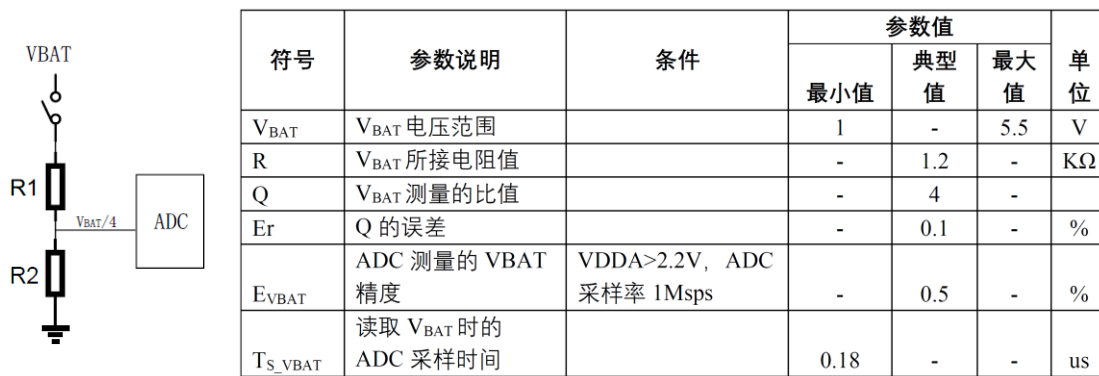 VBAT
R1
VBAT/4
ADC
R2
符号 参数说明 条件 参数值 单位
最小值 典型值 最大值
VBAT VBAT 电压范围 1 - 5.5 V
R VBAT 所接电阻值 - 1.2 - KΩ
Q VBAT 测量的比值 - 4 -
Er Q 的误差 - 0.1 - %
EVBAT ADC 测量的 VBAT 精度 VDDA>2.2V，ADC 采样率 1Msps - 0.5 - %
TS_VBAT 读取 VBAT 时的 ADC 采样时间 0.18 - - us